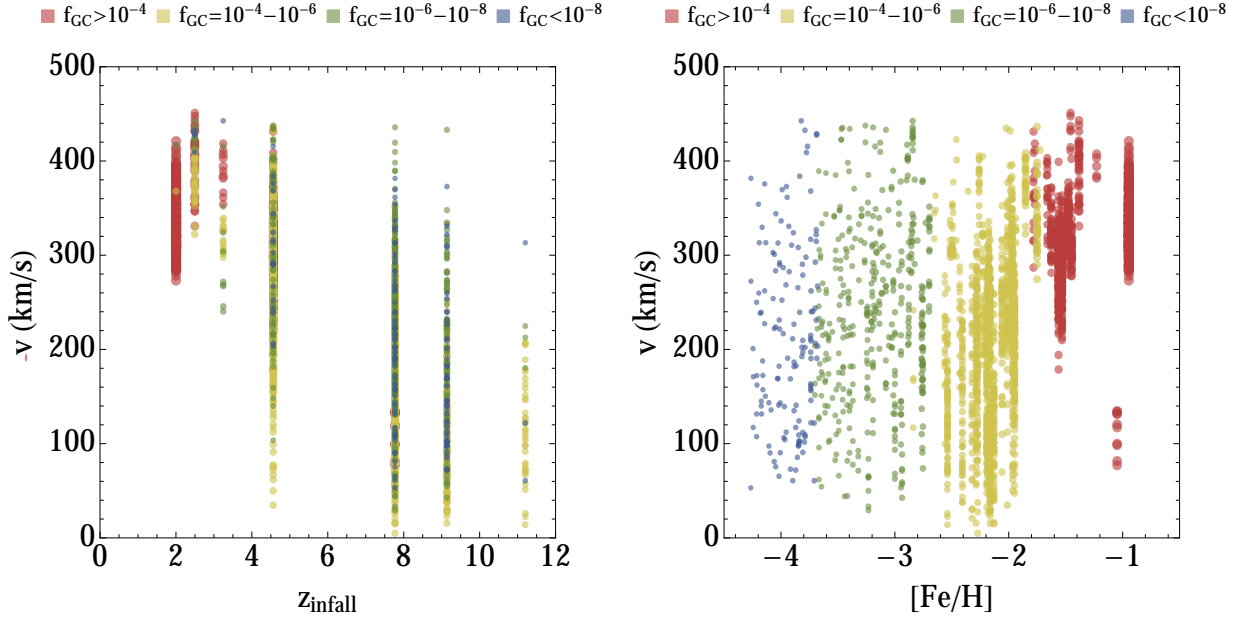 f_GC>10^-4 f_GC=10^-4−10^-6 f_GC=10^-6−10^-8 f_GC<10^-8
500
400
300
200
100
0
-v (km/s)
0 2 4 6 8 10 12
z_infall
f_GC>10^-4 f_GC=10^-4−10^-6 f_GC=10^-6−10^-8 f_GC<10^-8
500
400
300
200
100
0
v (km/s)
−4 −3 −2 −1
[Fe/H]